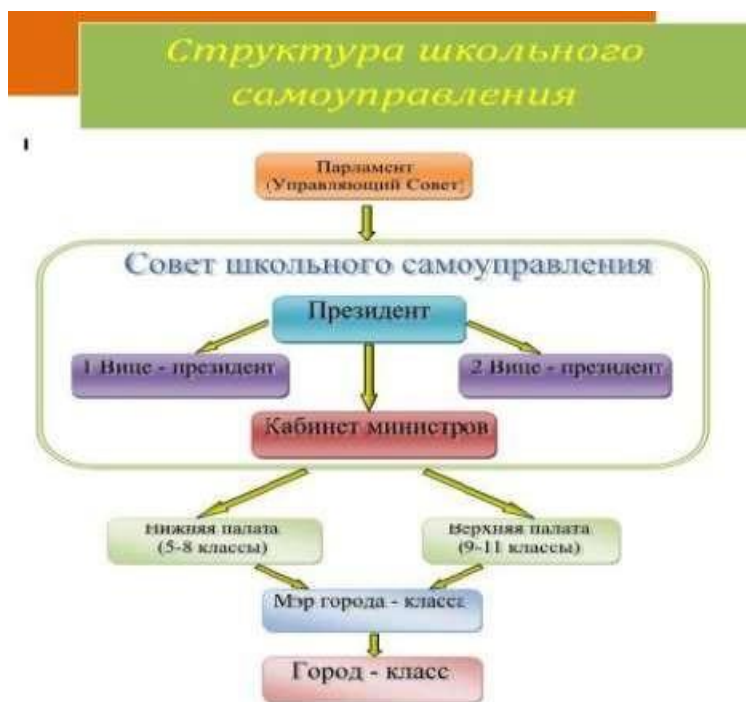 Структура школьного
самоуправления
Парламент
(Управляющий Совет)
Совет школьного самоуправления
Президент
1 Вице - президент
2 Вице - президент
Кабинет министров
Нижняя палата
(5-8 классы)
Верхняя палата
(9-11 классы)
Мэр города - класса
Город - класс